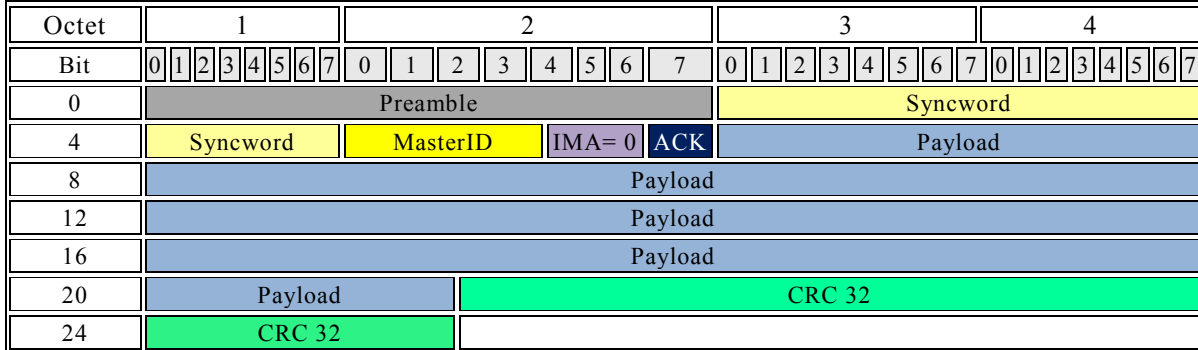 Octet 1 2 3 4
Bit 0 1 2 3 4 5 6 7 0 1 2 3 4 5 6 7 0 1 2 3 4 5 6 7 0 1 2 3 4 5 6 7
0 Preamble Syncword
4 Syncword MasterID IMA= 0 ACK Payload
8 Payload
12 Payload
16 Payload
20 Payload CRC 32
24 CRC 32